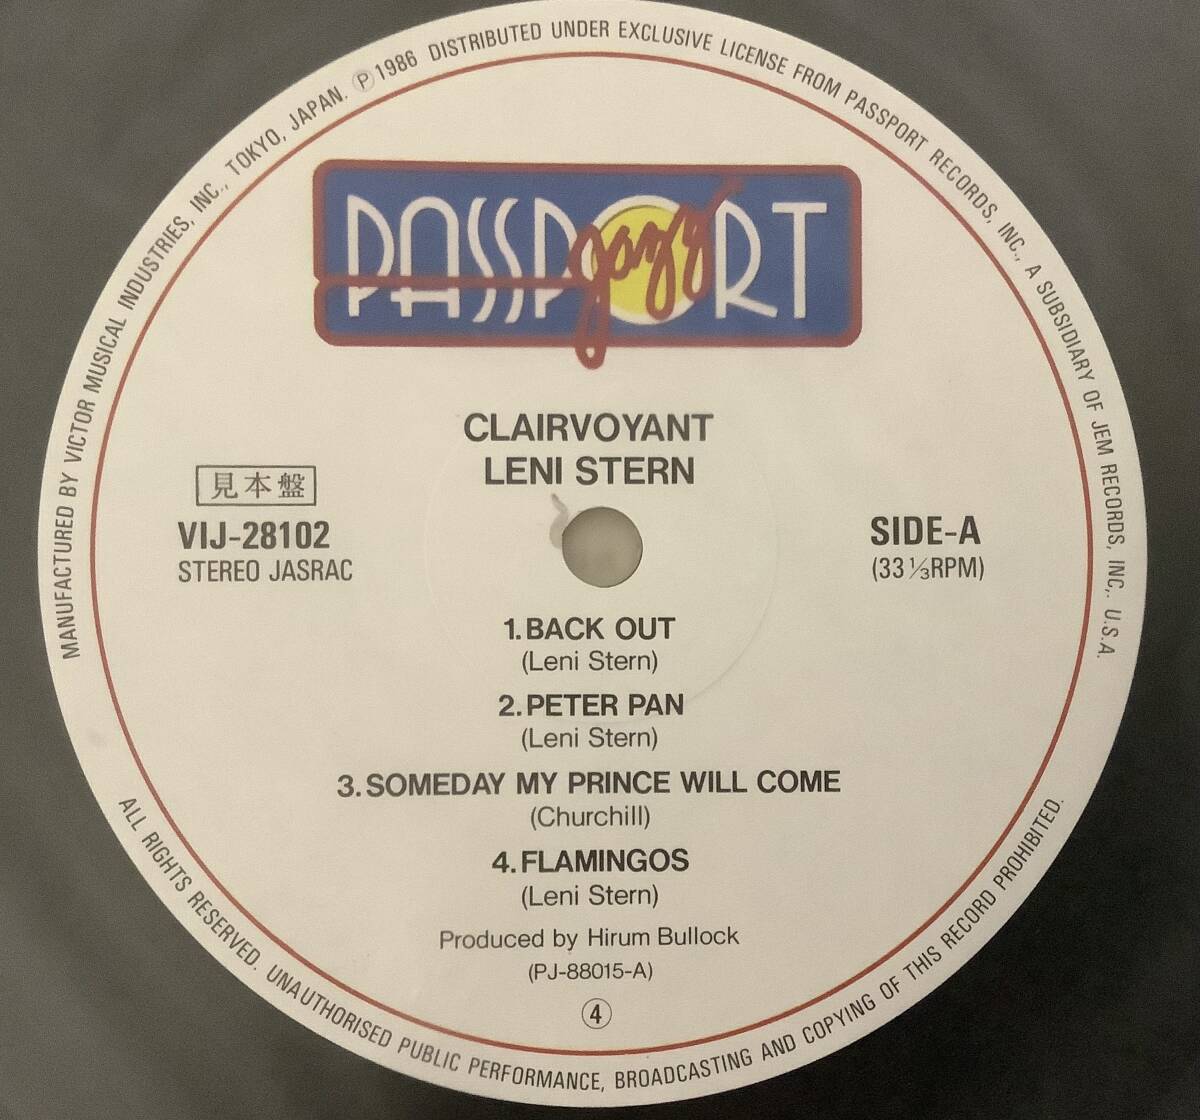 MANUFACTURED BY VICTOR MUSICAL INDUSTRIES, INC., TOKYO, JAPAN. Ⓟ1986 DISTRIBUTED UNDER EXCLUSIVE LICENSE FROM PASSPORT RECORDS, INC., A SUBSIDIARY OF JEM RECORDS, INC,. U.S.A.
PASSPORT
jazz
CLAIRVOYANT
LENI STERN
見本盤
VIJ-28102
STEREO JASRAC
SIDE-A
(33 1/3RPM)
1.BACK OUT
(Leni Stern)
2.PETER PAN
(Leni Stern)
3.SOMEDAY MY PRINCE WILL COME
(Churchill)
4.FLAMINGOS
(Leni Stern)
Produced by Hirum Bullock
(PJ-88015-A)
④
ALL RIGHTS RESERVED. UNAUTHORISED PUBLIC PERFORMANCE, BROADCASTING AND COPYING OF THIS RECORD PROHIBITED.